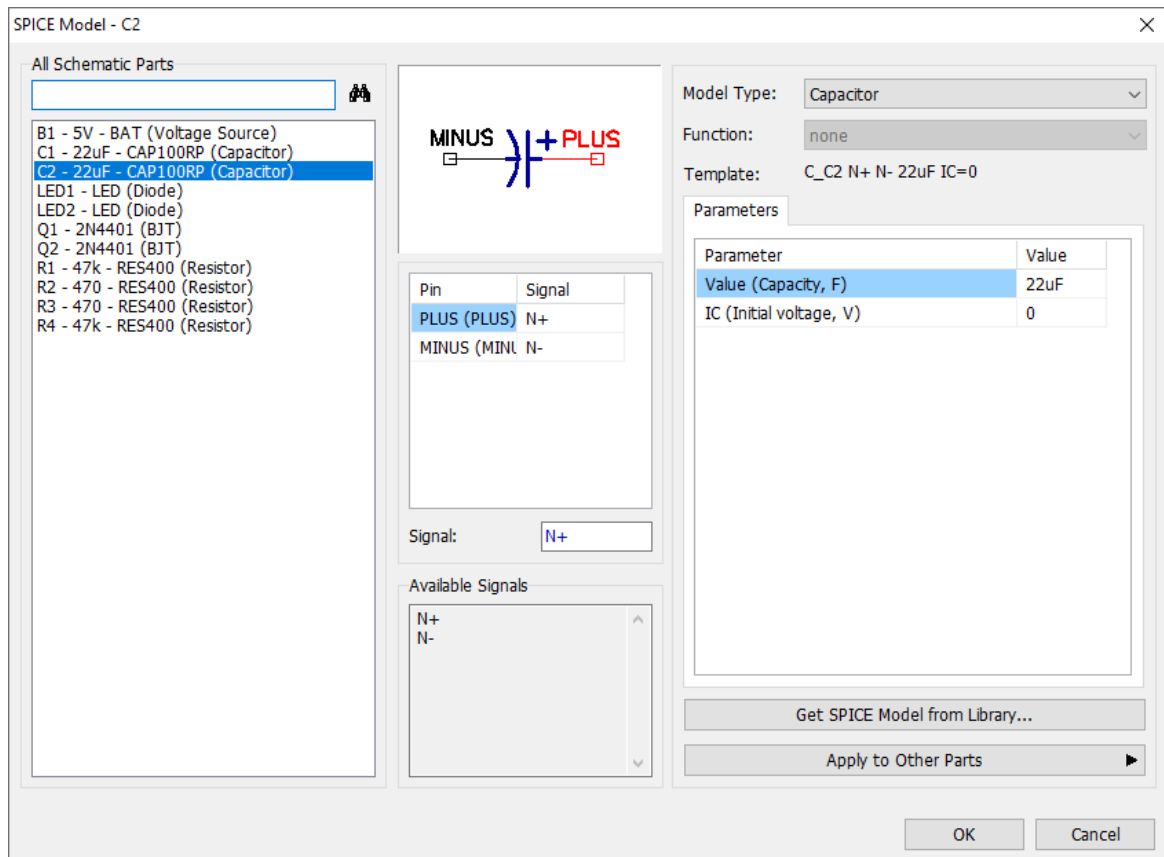 SPICE Model - C2
All Schematic Parts
B1 - 5V - BAT (Voltage Source)
C1 - 22uF - CAP100RP (Capacitor)
C2 - 22uF - CAP100RP (Capacitor)
LED1 - LED (Diode)
LED2 - LED (Diode)
Q1 - 2N4401 (BJT)
Q2 - 2N4401 (BJT)
R1 - 47k - RES400 (Resistor)
R2 - 470 - RES400 (Resistor)
R3 - 470 - RES400 (Resistor)
R4 - 47k - RES400 (Resistor)
MINUS + PLUS
Pin Signal
PLUS (PLUS) N+
MINUS (MINU N-
Signal: N+
Available Signals
N+
N-
Model Type: Capacitor
Function: none
Template: C_C2 N+ N- 22uF IC=0
Parameters
Parameter Value
Value (Capacity, F) 22uF
IC (Initial voltage, V) 0
Get SPICE Model from Library...
Apply to Other Parts
OK Cancel